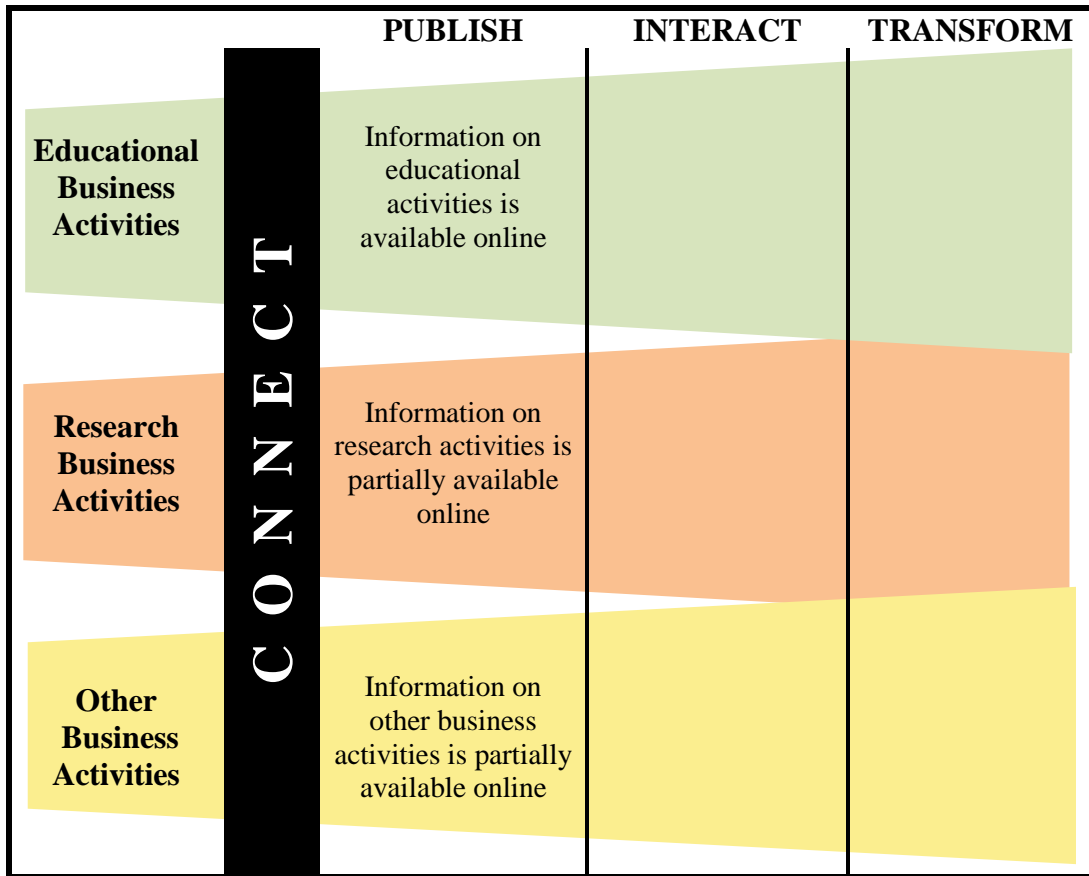 PUBLISH INTERACT TRANSFORM
Educational
Business
Activities
CONNECT
Information on
educational
activities is
available online
Research
Business
Activities
Information on
research activities is
partially available
online
Other
Business
Activities
Information on
other business
activities is partially
available online